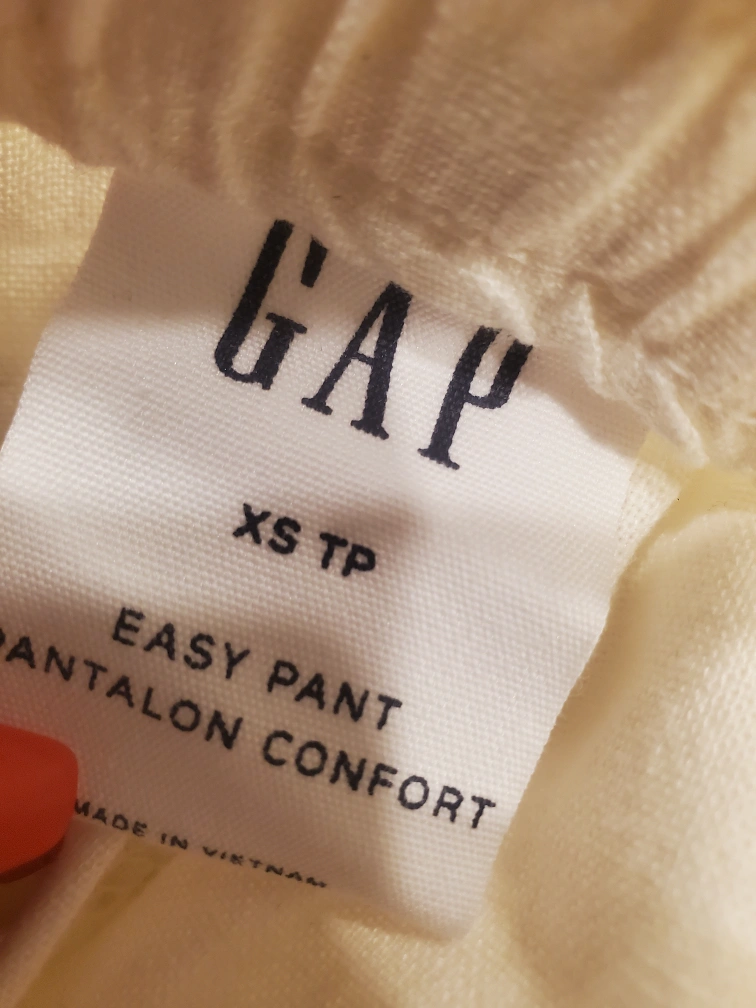 GAP
XS TP
EASY PANT
PANTALON CONFORT
MADE IN VIETNAM